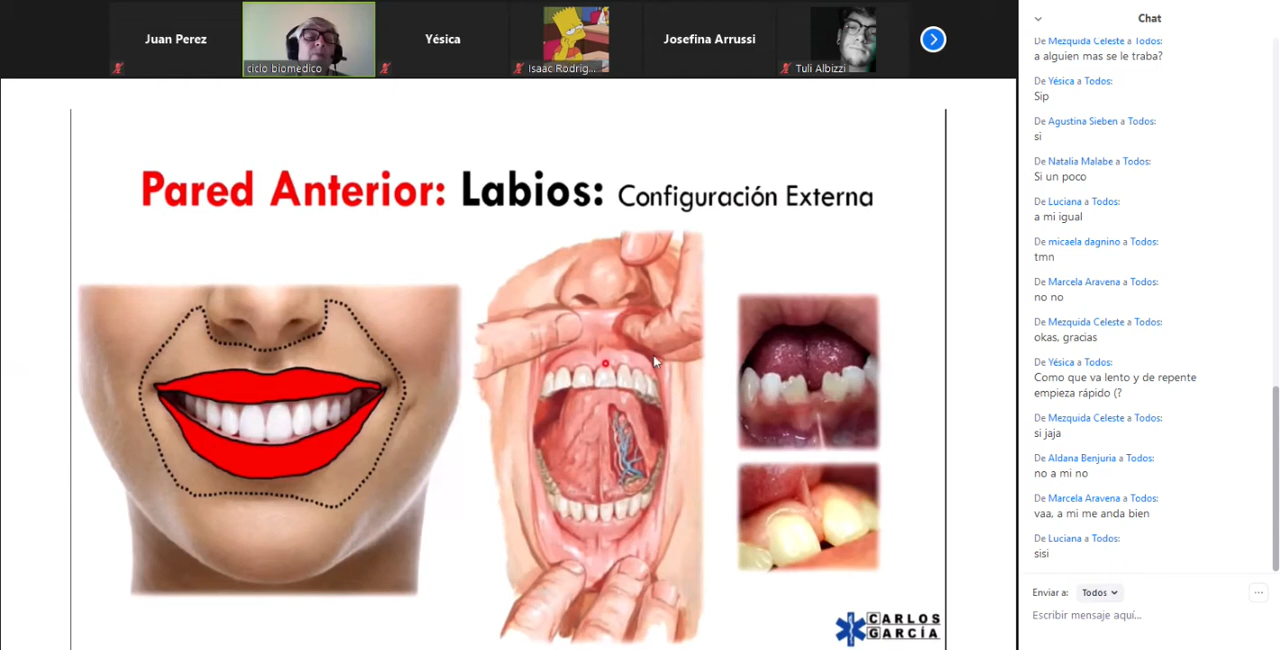 Juan Perez
ciclo biomedico
Yésica
Isaac Rodrig...
Josefina Arrussi
Tuli Albizzi
Pared Anterior: Labios: Configuración Externa
CARLOS
GARCÍA
Chat
De Mezquida Celeste a Todos:
a alguien mas se le traba?
De Yésica a Todos:
Sip
De Agustina Sieben a Todos:
si
De Natalia Malabe a Todos:
Si un poco
De Luciana a Todos:
a mi igual
De micaela dagnino a Todos:
tmn
De Marcela Aravena a Todos:
no no
De Mezquida Celeste a Todos:
okas, gracias
De Yésica a Todos:
Como que va lento y de repente
empieza rápido (?
De Mezquida Celeste a Todos:
si jaja
De Aldana Benjuria a Todos:
no a mi no
De Marcela Aravena a Todos:
vaa, a mi me anda bien
De Luciana a Todos:
sisi
Enviar a: Todos
Escribir mensaje aquí...